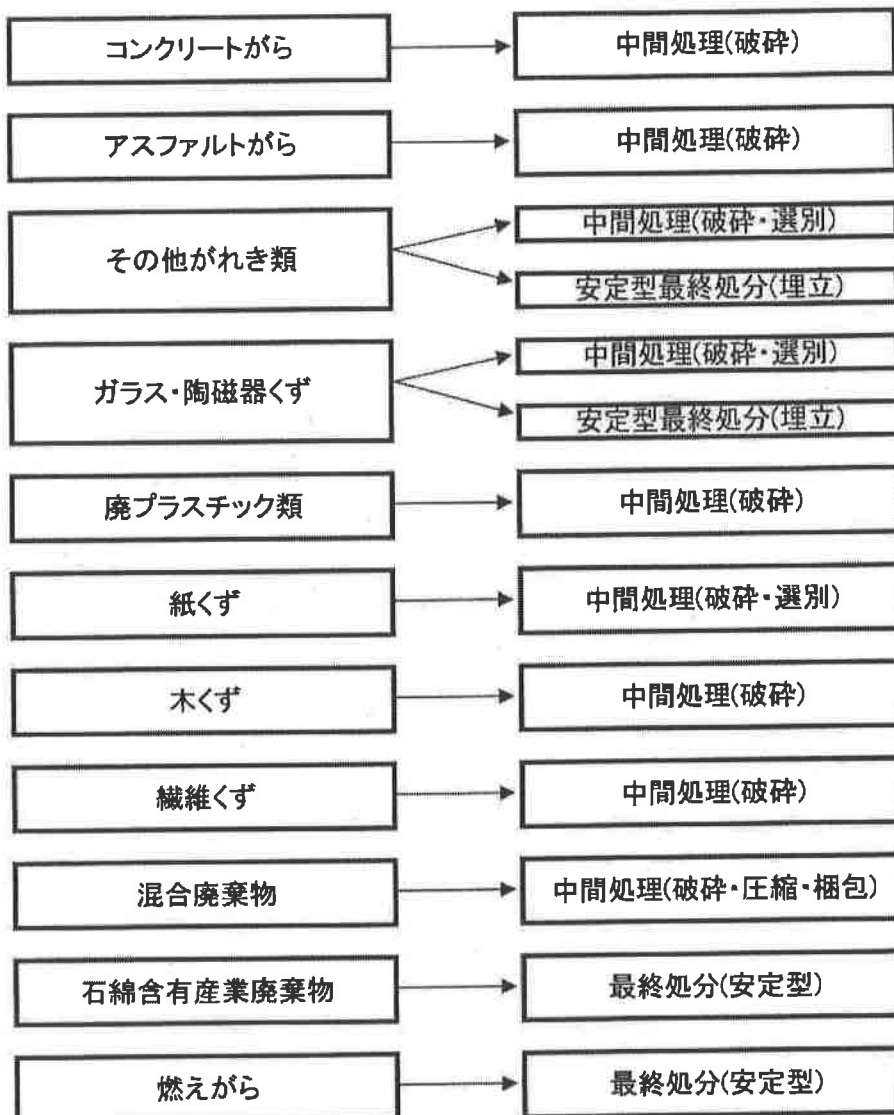 コンクリートがら
中間処理(破砕)
アスファルトがら
中間処理(破砕)
その他がれき類
中間処理(破砕・選別)
安定型最終処分(埋立)
ガラス・陶磁器くず
中間処理(破砕・選別)
安定型最終処分(埋立)
廃プラスチック類
中間処理(破砕)
紙くず
中間処理(破砕・選別)
木くず
中間処理(破砕)
繊維くず
中間処理(破砕)
混合廃棄物
中間処理(破砕・圧縮・梱包)
石綿含有産業廃棄物
最終処分(安定型)
燃えがら
最終処分(安定型)